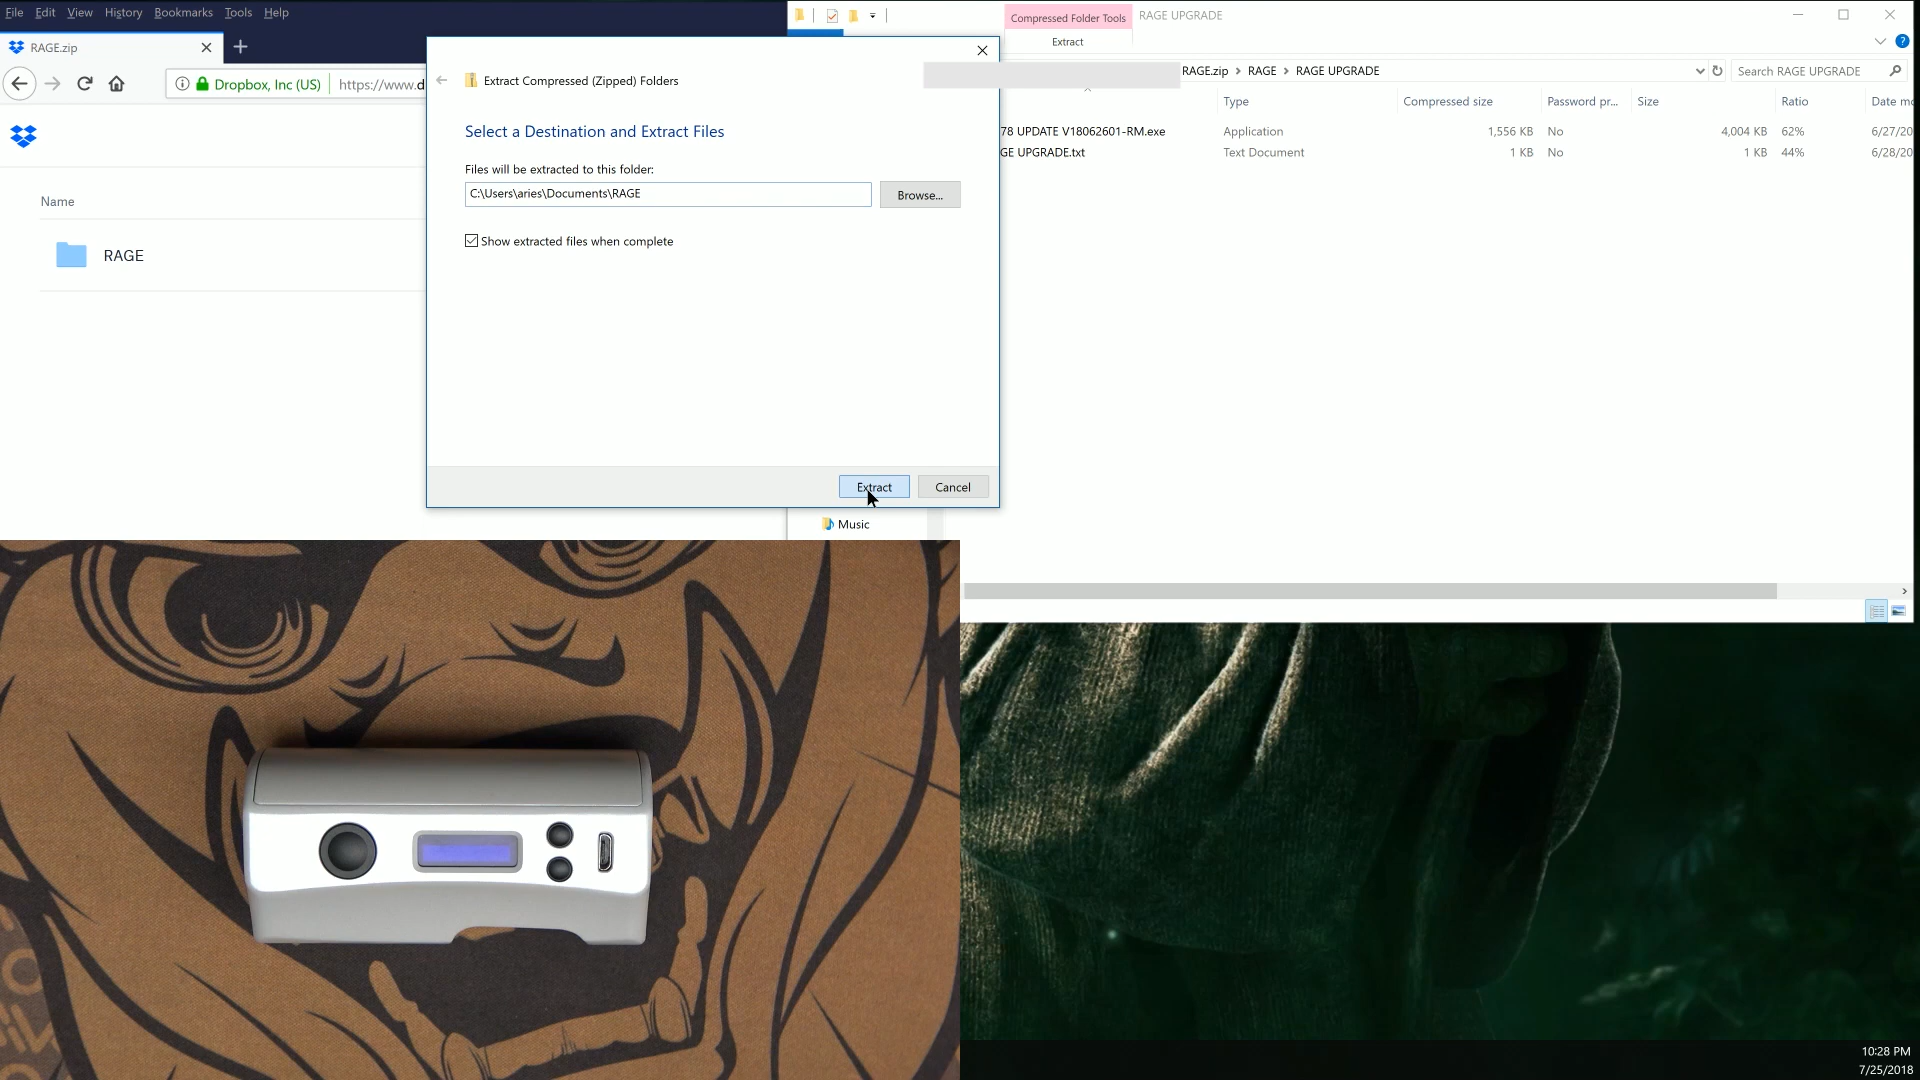 File Edit View History Bookmarks Tools Help
RAGE.zip
Dropbox, Inc (US) https://www.d
Name
RAGE
Extract Compressed (Zipped) Folders
Select a Destination and Extract Files
Files will be extracted to this folder:
C:\Users\aries\Documents\RAGE
Browse...
Show extracted files when complete
Extract Cancel
Compressed Folder Tools RAGE UPGRADE
Extract
RAGE.zip > RAGE > RAGE UPGRADE
Search RAGE UPGRADE
Type Compressed size Password pr... Size Ratio Date mo
78 UPDATE V18062601-RM.exe Application 1,556 KB No 4,004 KB 62% 6/27/20
GE UPGRADE.txt Text Document 1 KB No 1 KB 44% 6/28/20
Music
10:28 PM
7/25/2018